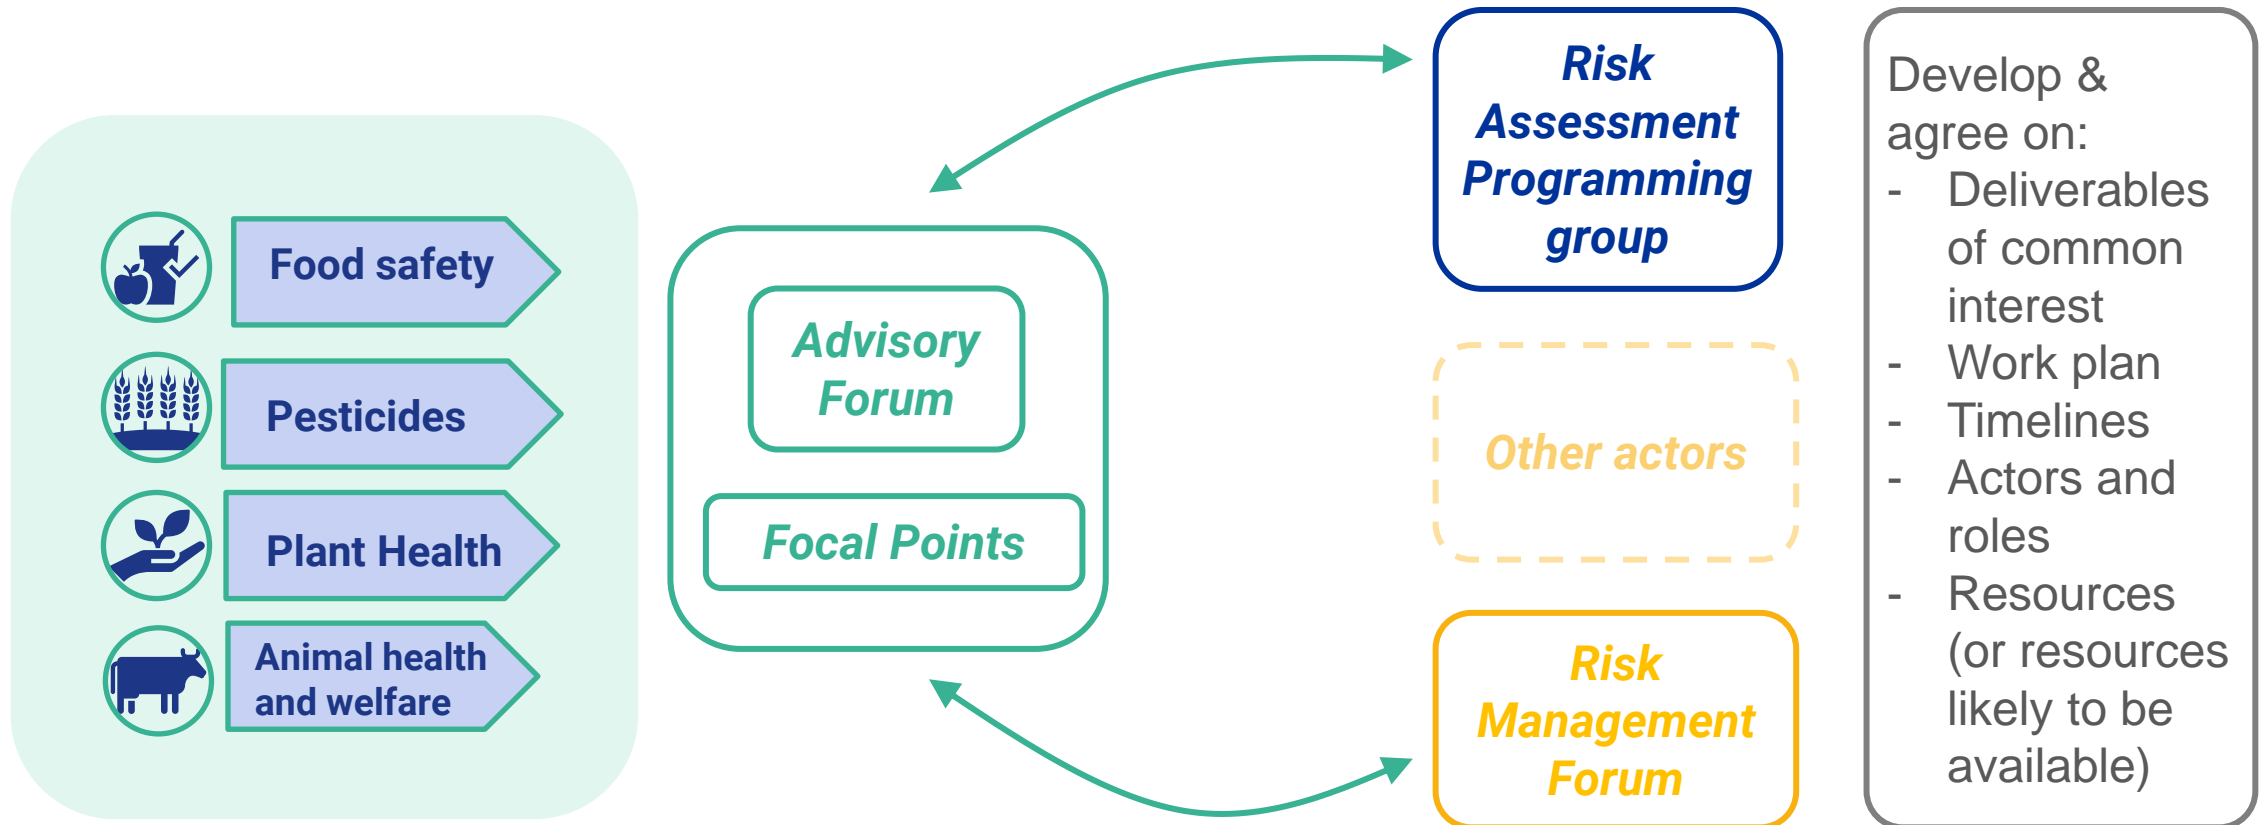 Food safety
Pesticides
Plant Health
Animal health
and welfare
Advisory
Forum
Focal Points
Risk
Assessment
Programming
group
Other actors
Risk
Management
Forum
Develop &
agree on:
- Deliverables
of common
interest
- Work plan
- Timelines
- Actors and
roles
- Resources
(or resources
likely to be
available)